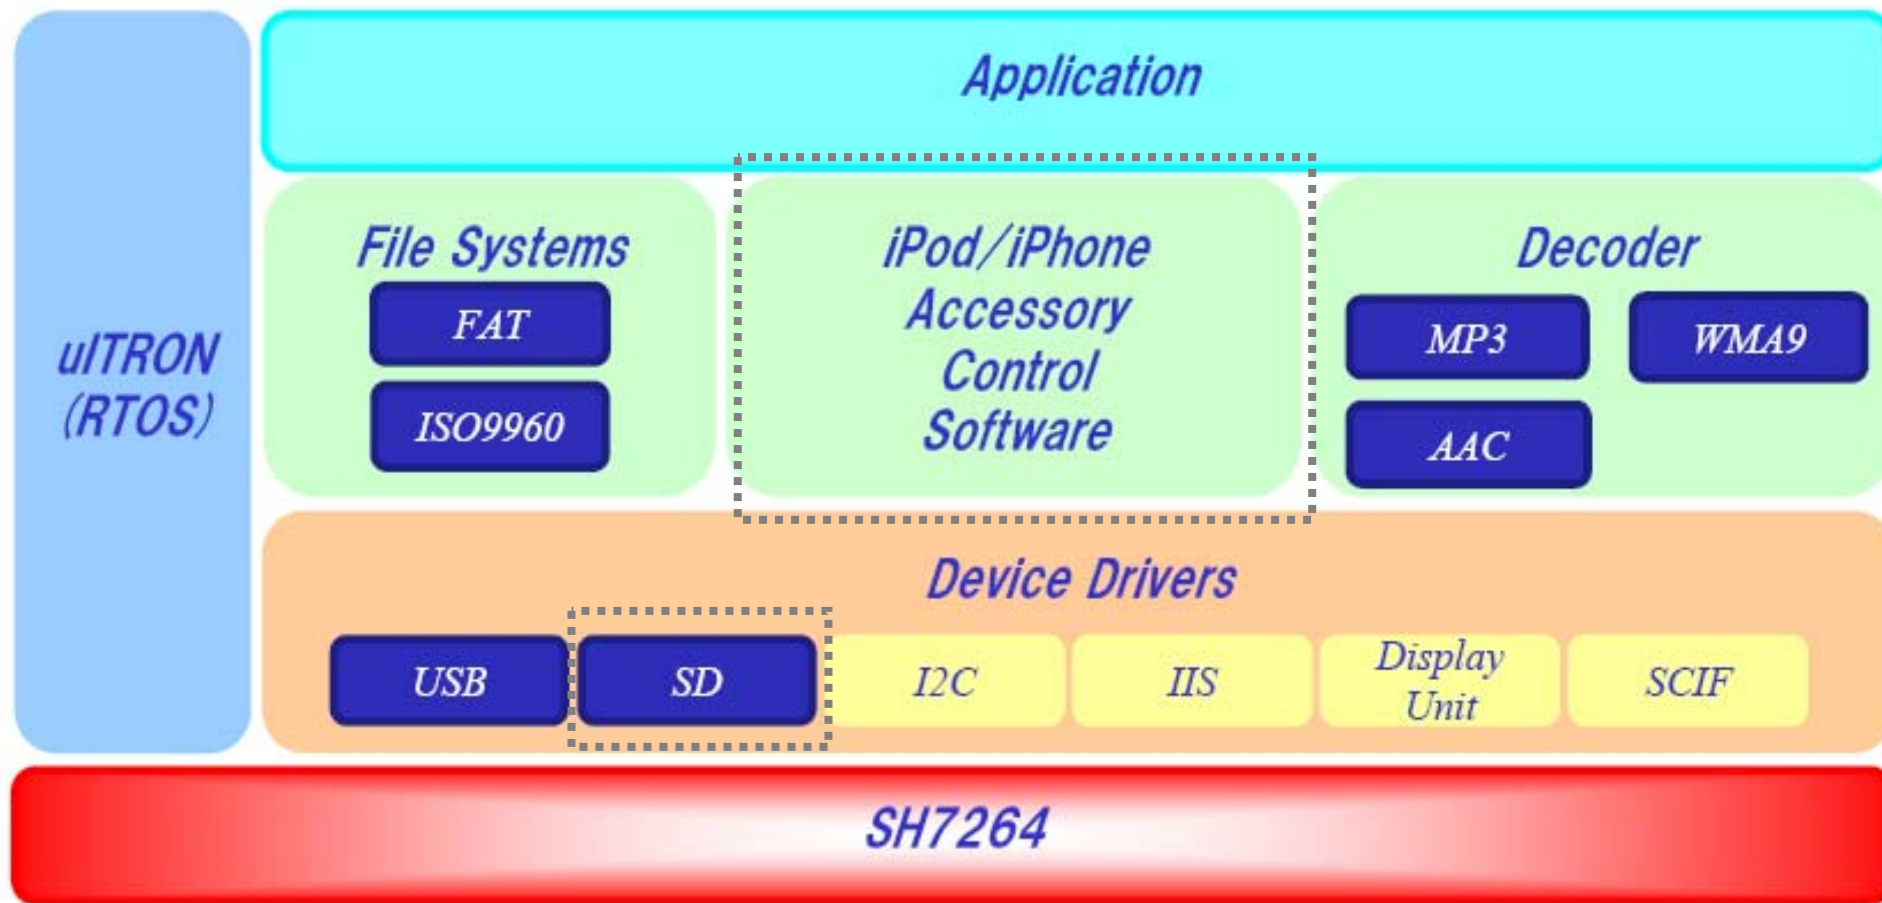 Application
uITRON
(RTOS)
File Systems
FAT
ISO9960
iPod/iPhone
Accessory
Control
Software
Decoder
MP3
WMA9
AAC
Device Drivers
USB
SD
I2C
IIS
Display
Unit
SCIF
SH7264